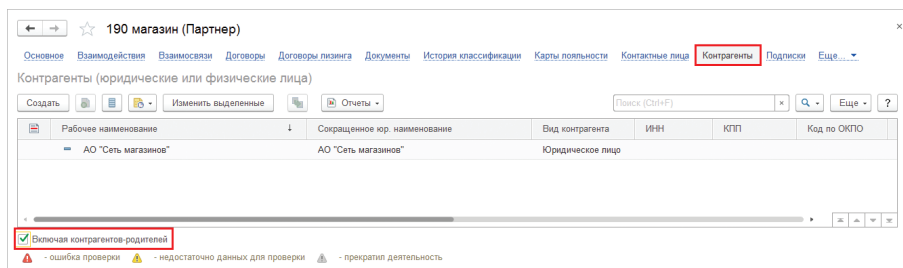 190 магазин (Партнер)
Основное Взаимодействия Взаимосвязи Договоры Договоры лизинга Документы История классификации Карты лояльности Контактные лица Контрагенты Подписки Еще...
Контрагенты (юридические или физические лица)
Создать Изменить выделенные Отчеты Поиск (Ctrl+F) × Еще ?
Рабочее наименование ↓ Сокращенное юр. наименование Вид контрагента ИНН КПП Код по ОКПО
АО "Сеть магазинов" АО "Сеть магазинов" Юридическое лицо
Включая контрагентов-родителей
- ошибка проверки - недостаточно данных для проверки - прекратил деятельность